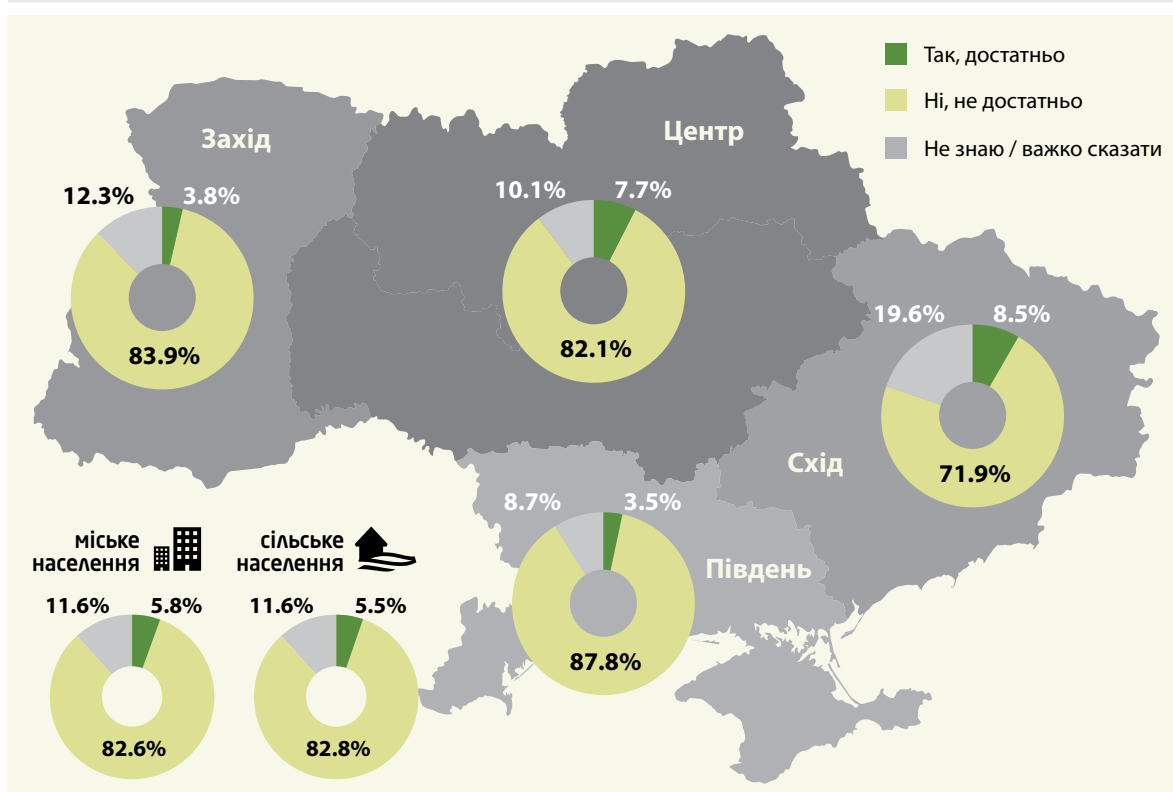 Так, достатньо
Ні, не достатньо
Не знаю / важко сказати
Захід
12.3% 3.8%
83.9%
Центр
10.1% 7.7%
82.1%
Схід
19.6% 8.5%
71.9%
Південь
8.7% 3.5%
87.8%
міське
населення
11.6% 5.8%
82.6%
сільське
населення
11.6% 5.5%
82.8%